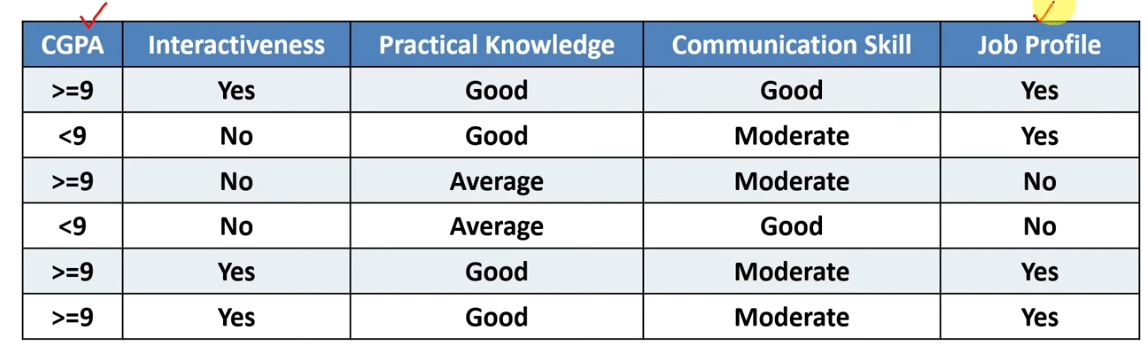 CGPA Interactiveness Practical Knowledge Communication Skill Job Profile
>=9 Yes Good Good Yes
<9 No Good Moderate Yes
>=9 No Average Moderate No
<9 No Average Good No
>=9 Yes Good Moderate Yes
>=9 Yes Good Moderate Yes